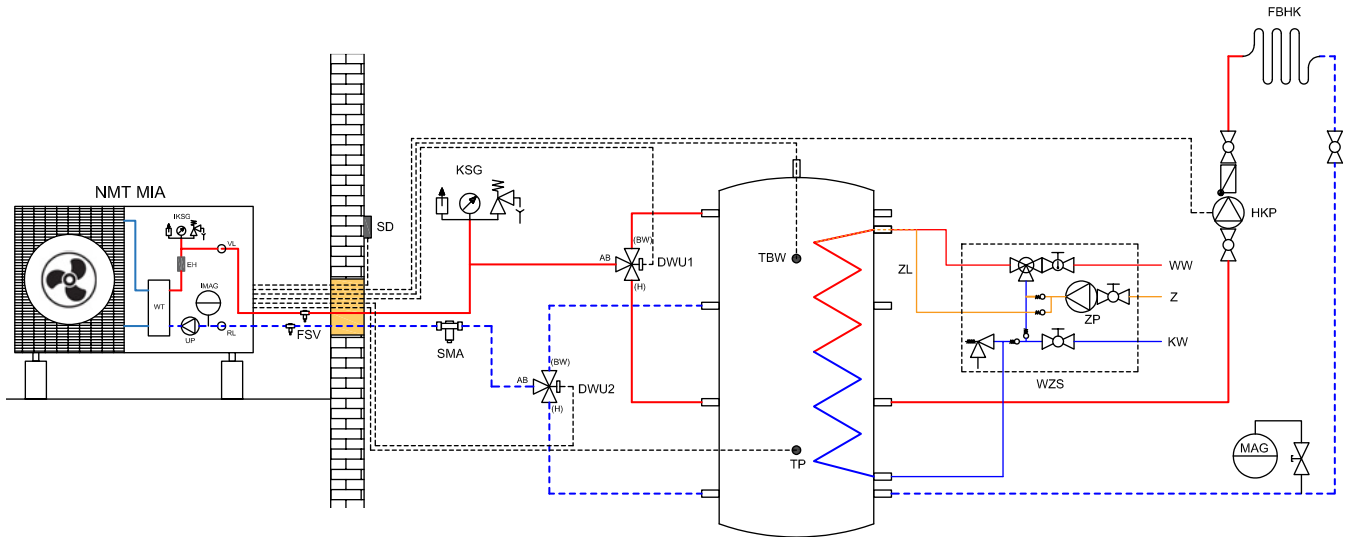 FBHK
NMT MIA
IKSG
VL
EH
IMAG
WT
UP
RL
FSV
SD
KSG
SMA
(BW)
AB
DWU1
(H)
(BW)
AB
DWU2
(H)
TBW
TP
ZL
WW
Z
ZP
KW
WZS
HKP
MAG